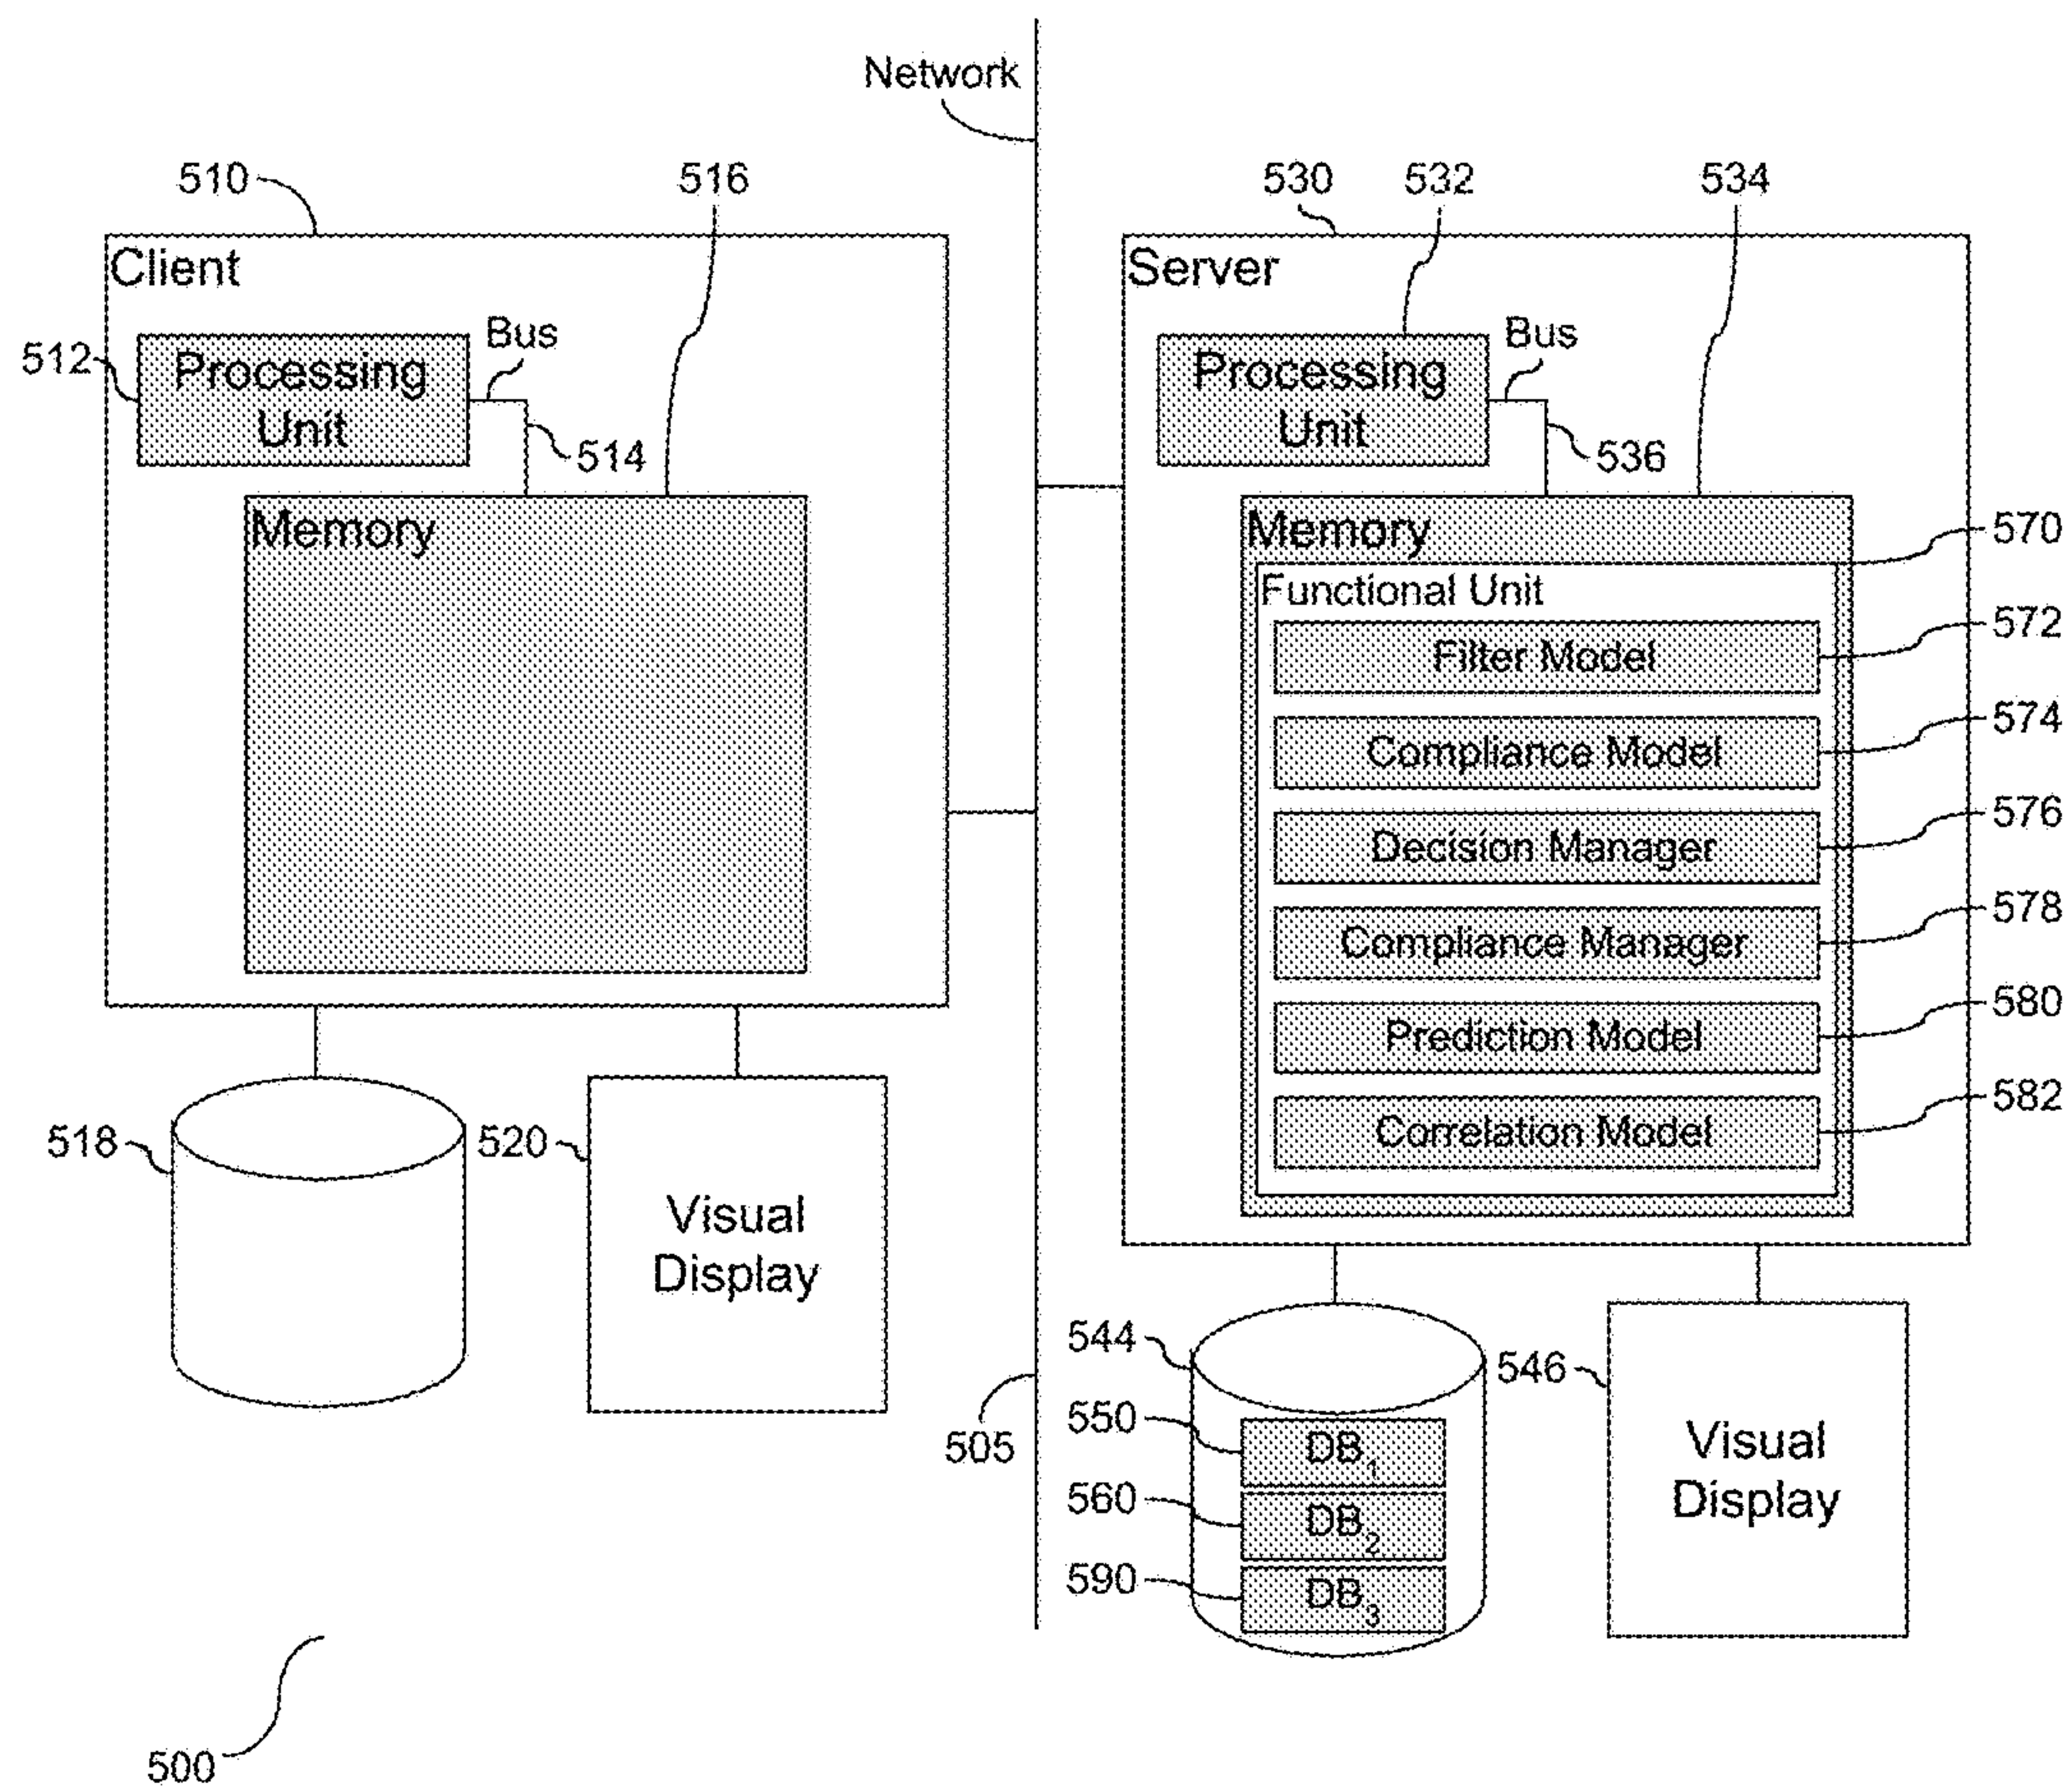 Network
510
516
530
532
534
Client
Server
512
Processing
Unit
Bus
514
Processing
Unit
Bus
536
Memory
Memory
570
Functional Unit
572
Filter Model
574
Compliance Model
576
Decision Manager
578
Compliance Manager
580
Prediction Model
582
Correlation Model
518
520
Visual
Display
544
546
550
DB1
505
Visual
Display
560
DB2
590
DB3
500